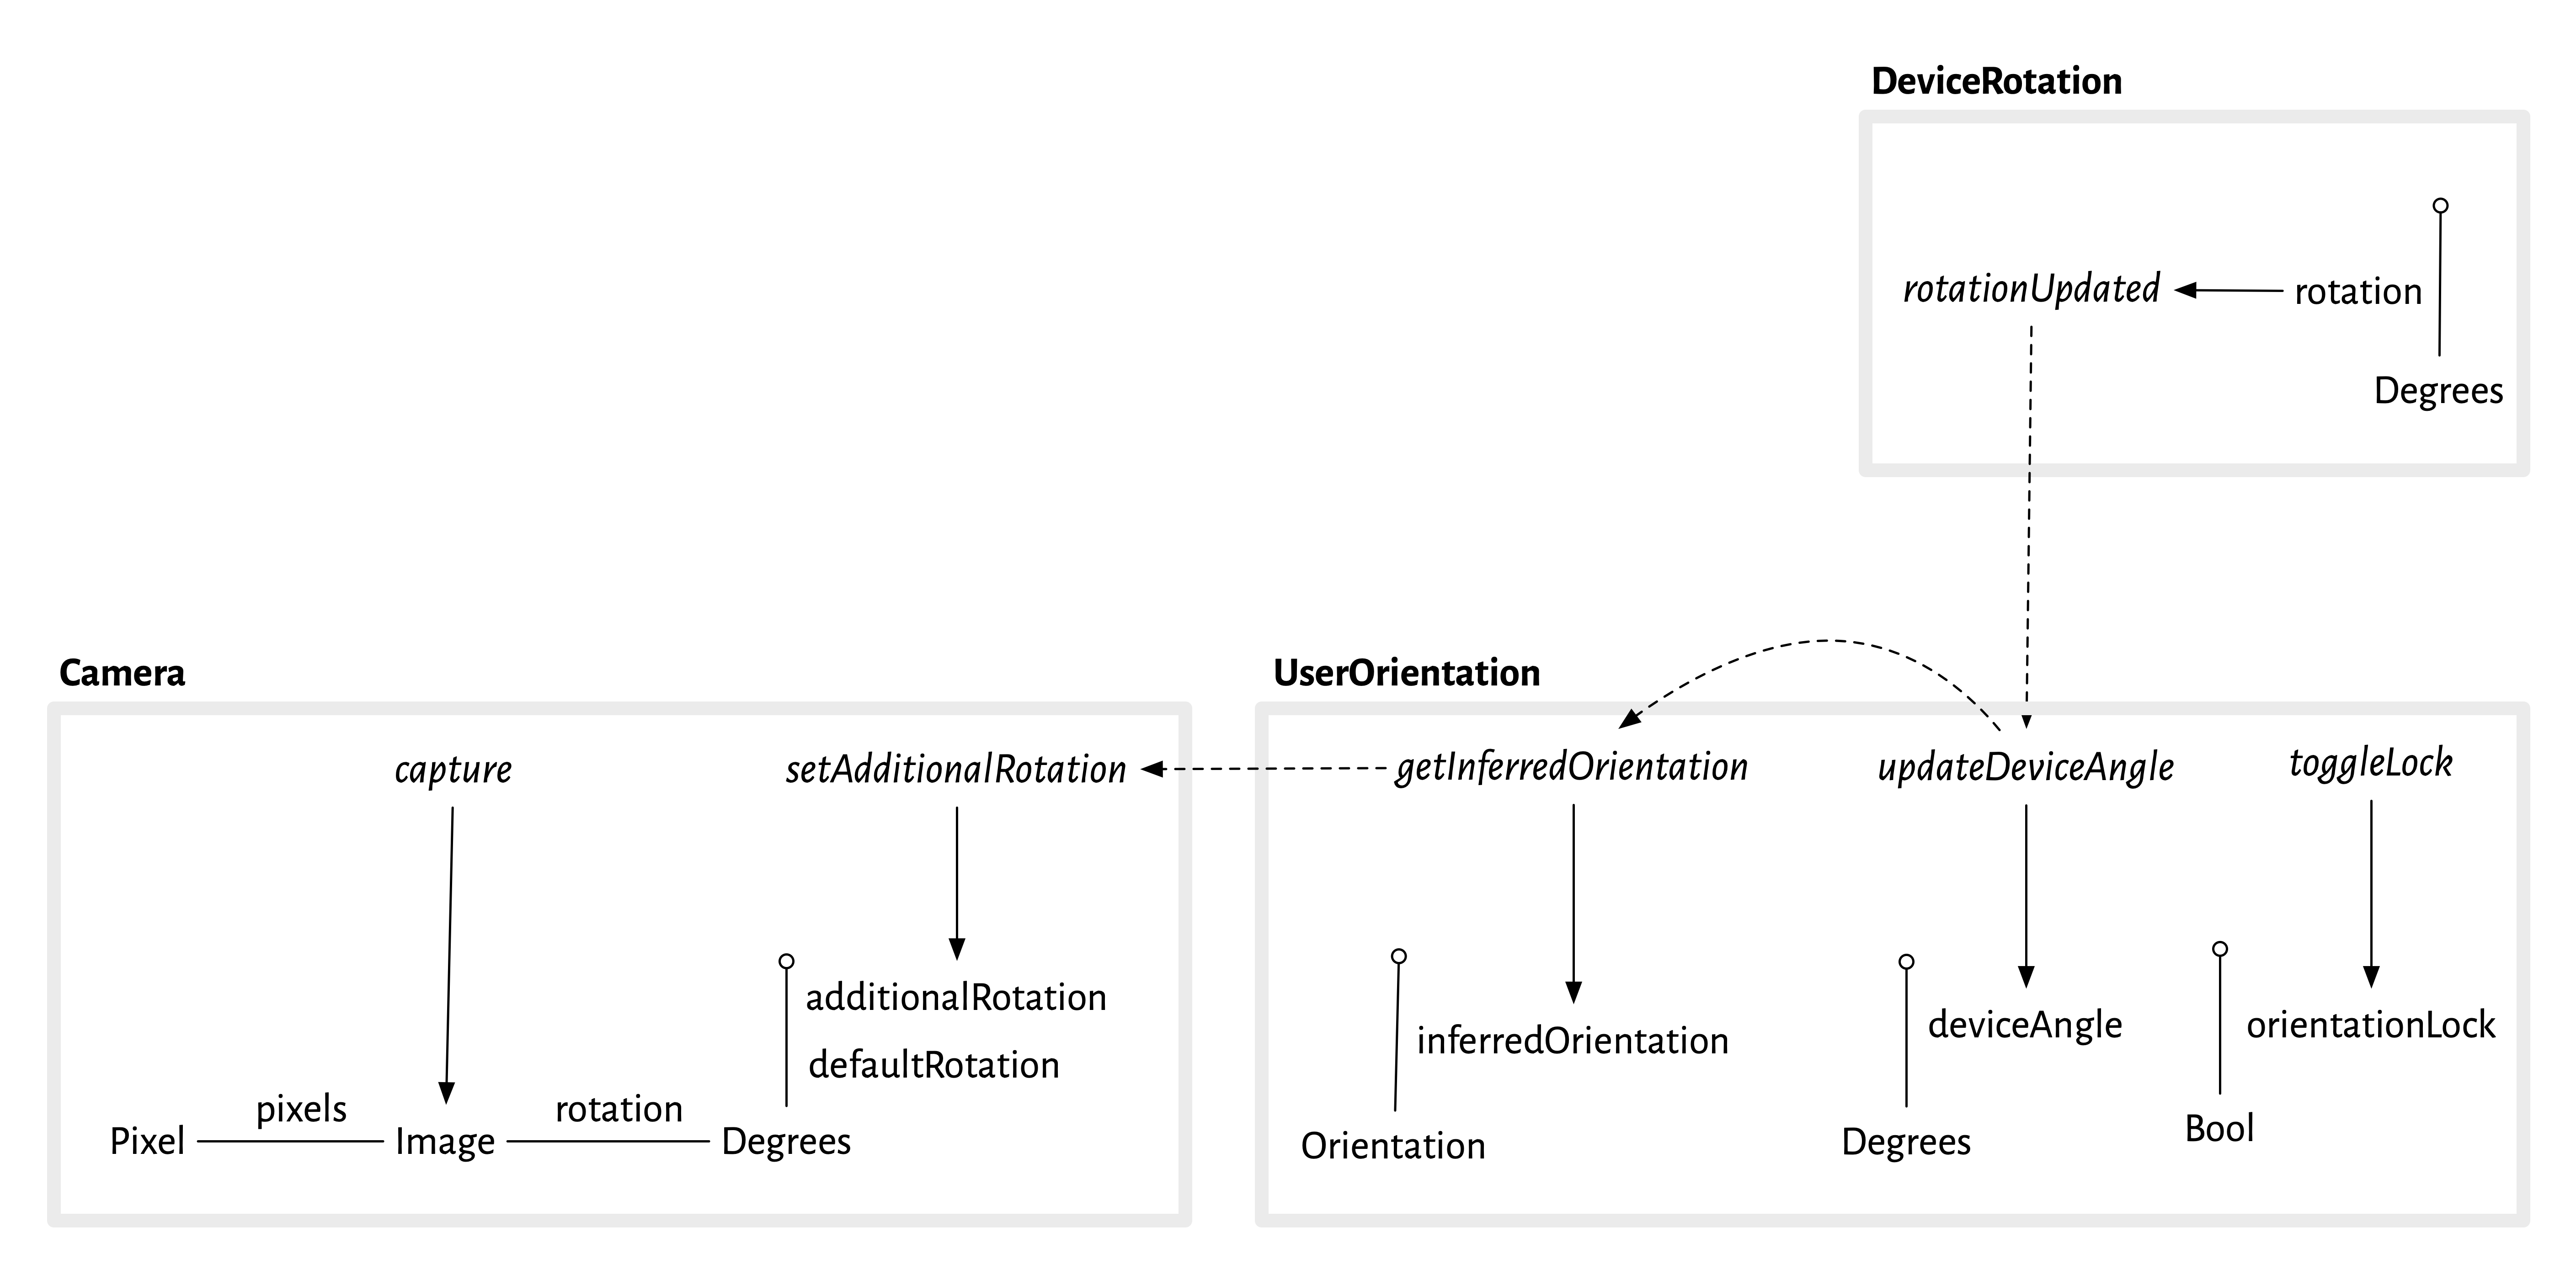 DeviceRotation
rotationUpdated
rotation
Degrees
Camera
capture
setAdditionalRotation
additionalRotation
defaultRotation
pixels
rotation
Pixel
Image
Degrees
UserOrientation
getInferredOrientation
updateDeviceAngle
toggleLock
inferredOrientation
deviceAngle
orientationLock
Orientation
Degrees
Bool